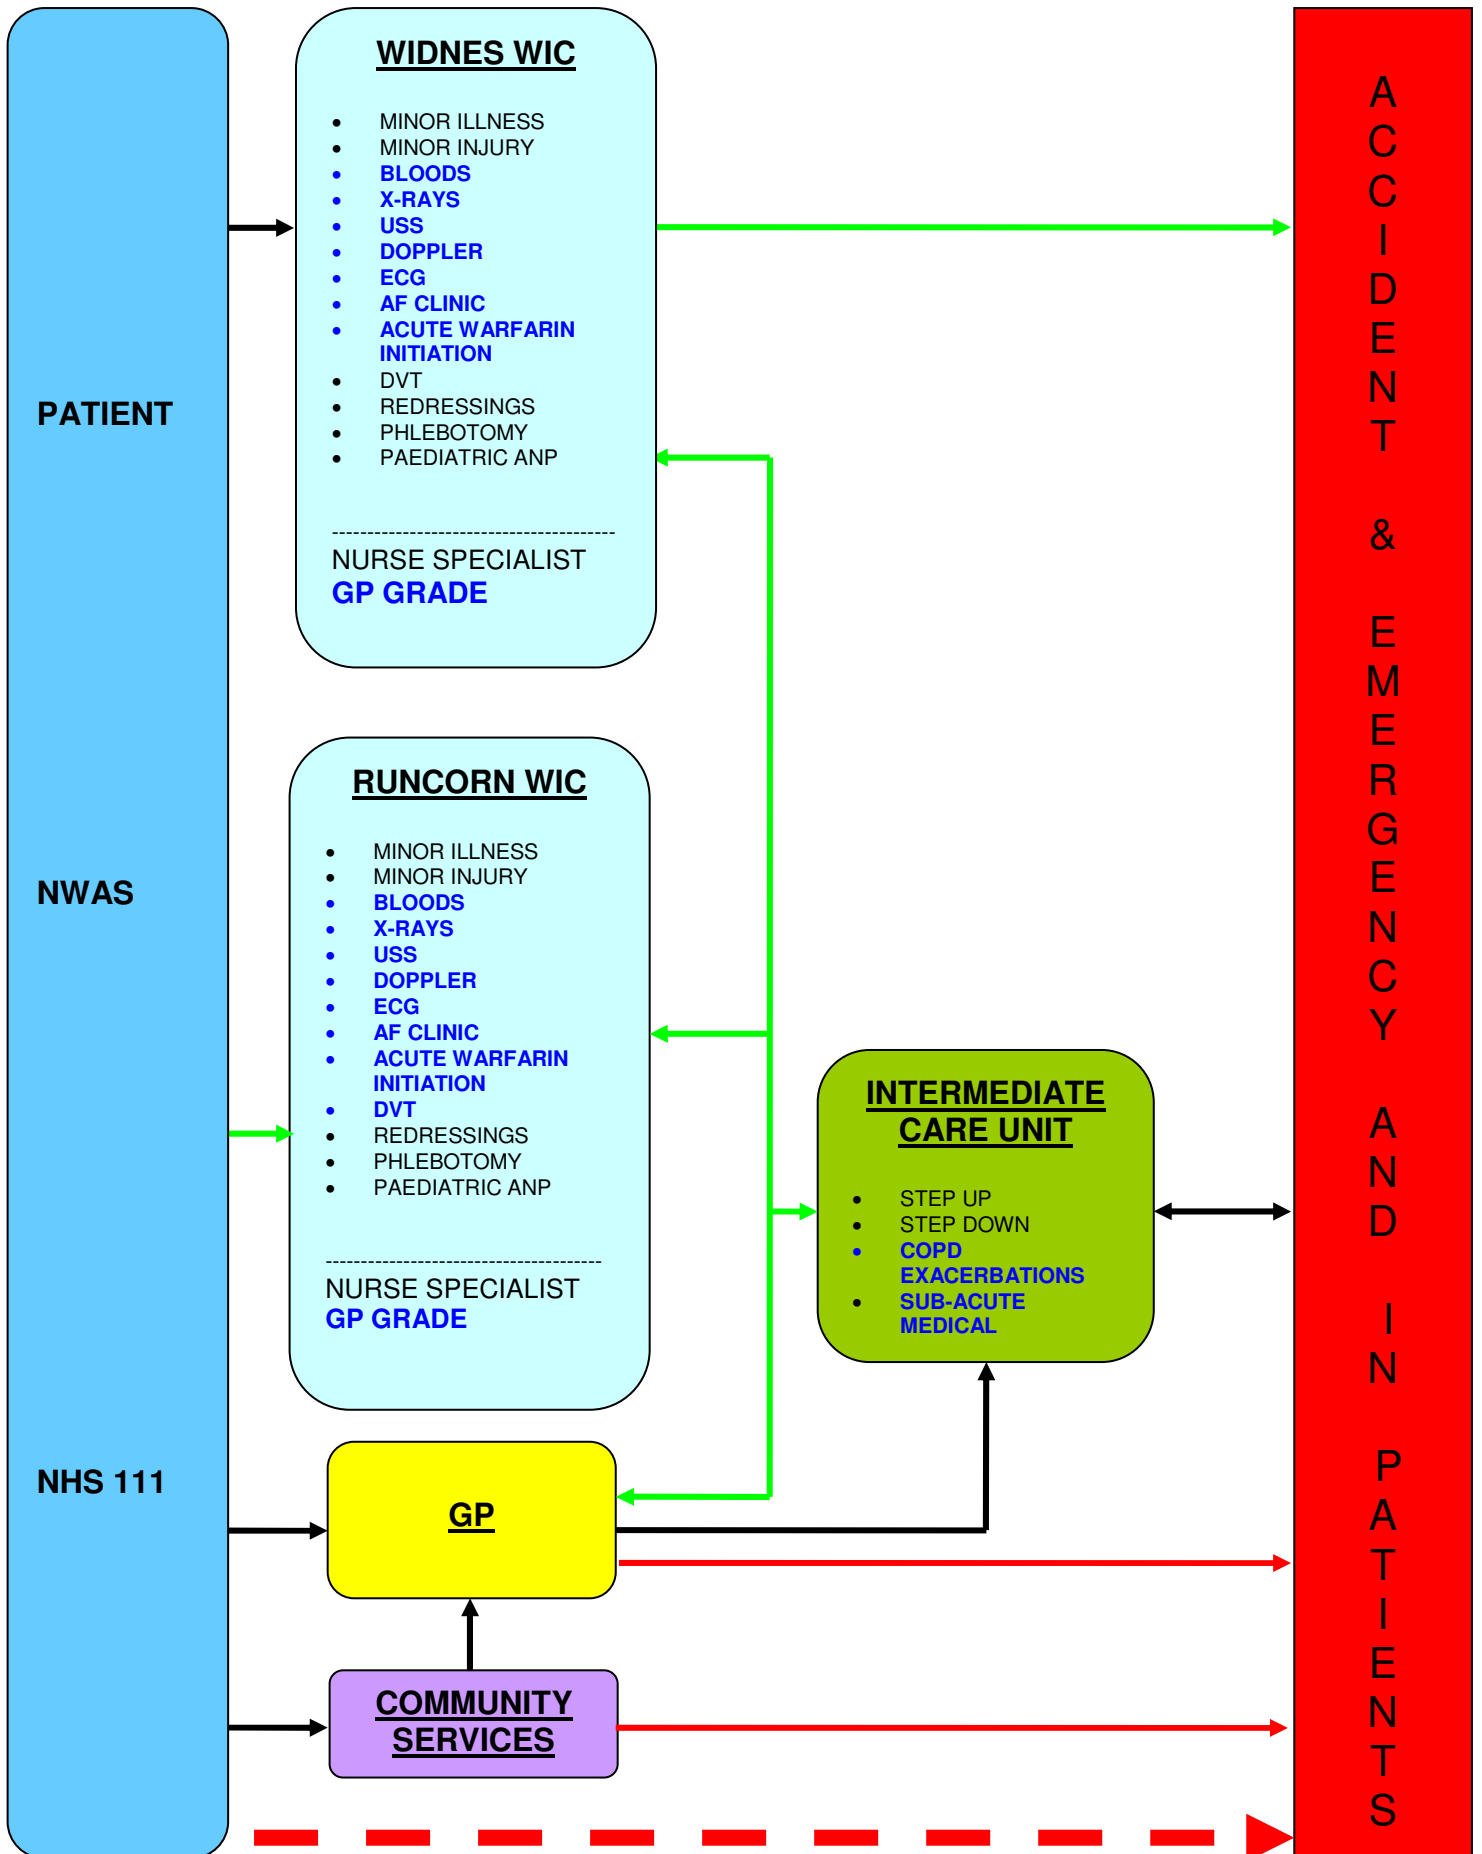 PATIENT
NWAS
NHS 111
WIDNES WIC
• MINOR ILLNESS
• MINOR INJURY
• BLOODS
• X-RAYS
• USS
• DOPPLER
• ECG
• AF CLINIC
• ACUTE WARFARIN
INITIATION
• DVT
• REDRESSINGS
• PHLEBOTOMY
• PAEDIATRIC ANP
----------------------------------------
NURSE SPECIALIST
GP GRADE
RUNCORN WIC
• MINOR ILLNESS
• MINOR INJURY
• BLOODS
• X-RAYS
• USS
• DOPPLER
• ECG
• AF CLINIC
• ACUTE WARFARIN
INITIATION
• DVT
• REDRESSINGS
• PHLEBOTOMY
• PAEDIATRIC ANP
---------------------------------------
NURSE SPECIALIST
GP GRADE
GP
COMMUNITY
SERVICES
INTERMEDIATE
CARE UNIT
• STEP UP
• STEP DOWN
• COPD
EXACERBATIONS
• SUB-ACUTE
MEDICAL
ACCIDENT & EMERGENCY AND IN PATIENTS